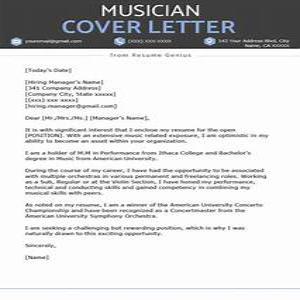 MUSICIAN
COVER LETTER
youremail@gmail.com
(XXX) XXX-XXXX
343 Your Address Blvd, City
Name, CA XXXXX
From Resume Genius
[Today's Date]
[Hiring Manager's Name]
[341 Company Address]
[Company City, State xxxxx]
[(xxx) xxx-xxxx]
[hiring.manager@gmail.com]
Dear [Mr./Mrs./Ms.] [Manager's Name],
It is with significant interest that I enclose my resume for the open
[POSITION]. With an extensive music related exposure, I am optimistic in my
ability to become an asset within your organization.
I am a holder of M.M in Performance from Ithaca College and Bachelor's
degree in Music from American University.
During the course of my career, I have had the opportunity to be associated
with multiple orchestras in various permanent and freelancing roles. Working
as a Sub, Regular or at the Violin Section, I have honed my performance,
technical and conducting skills and gained competency in combining my
musical skills with peers.
As noted on my resume, I am a winner of the American University Concerto
Championship and have been recognized as a Concertmaster from the
American University Symphony Orchestra.
I am seeking a challenging but rewarding position, which is why I was
naturally drawn to this exciting opportunity.
Sincerely,
[Name]